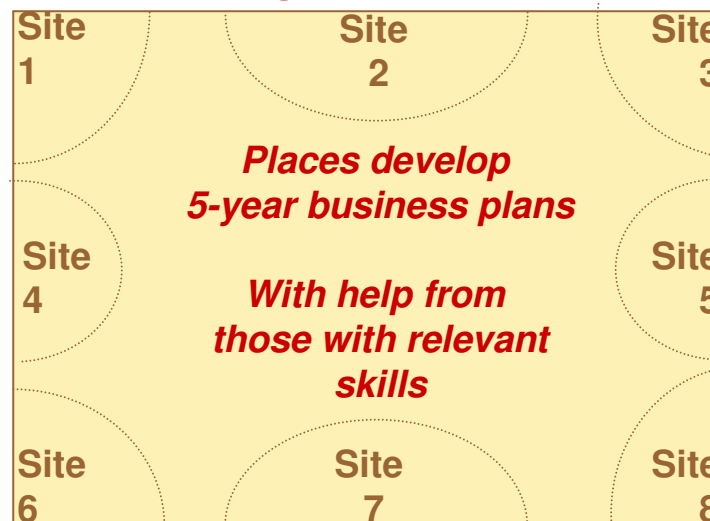 Site
1
Site
2
Site
3
Places develop
5-year business plans
Site
4
With help from
those with relevant
skills
Site
5
Site
6
Site
7
Site
8